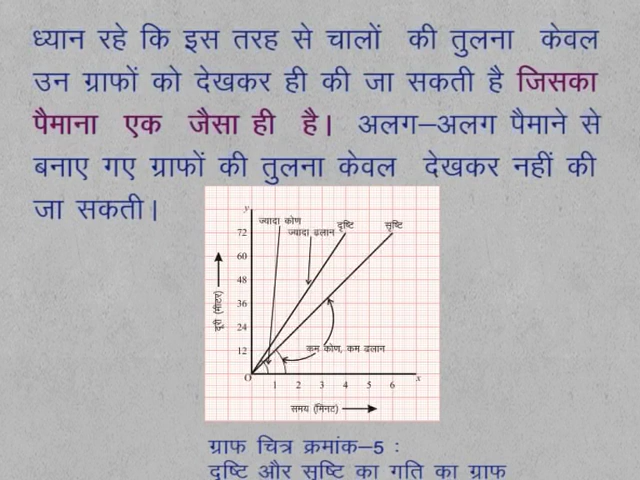 ध्यान रहे कि इस तरह से चालों की तुलना केवल
उन ग्राफों को देखकर ही की जा सकती है जिसका
पैमाना एक जैसा ही है। अलग–अलग पैमाने से
बनाए गए ग्राफों की तुलना केवल देखकर नहीं की
जा सकती।
y
ज्यादा कोण
ज्यादा ढलान
दृष्टि
सृष्टि
72
60
48
36
24
12
दूरी (मीटर)
कम कोण, कम ढलान
O
1 2 3 4 5 6 x
समय (मिनट)
ग्राफ चित्र क्रमांक–5 :
दृष्टि और सृष्टि का गति का ग्राफ